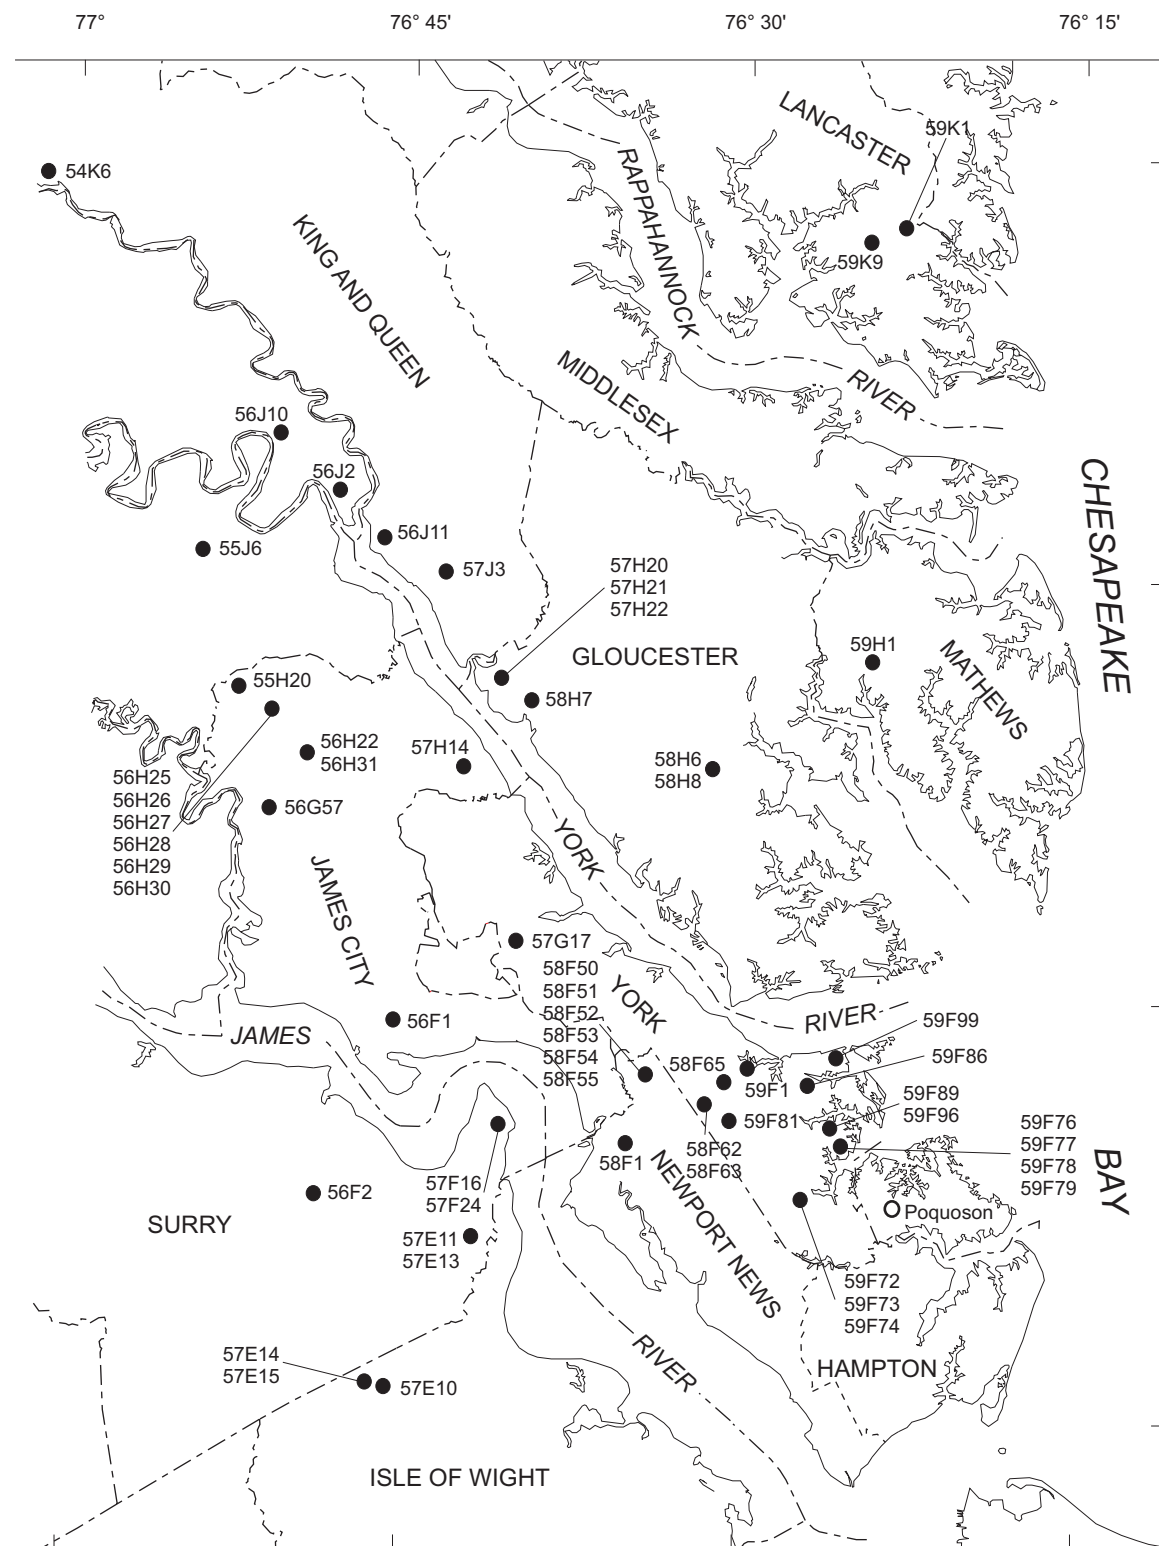 77°
76° 45'
76° 30'
76° 15'
LANCASTER
59K1
54K6
RAPPAHANNOCK
KING AND QUEEN
59K9
MIDDLESEX
RIVER
56J10
CHESAPEAKE
56J2
56J11
55J6
57J3
57H20
57H21
57H22
GLOUCESTER
59H1
MATHEWS
55H20
58H7
56H22
56H31
57H14
58H6
58H8
56H25
56H26
56H27
56H28
56H29
56H30
56G57
YORK
JAMES CITY
57G17
58F50
58F51
58F52
58F53
58F54
58F55
YORK
RIVER
56F1
JAMES
59F99
59F86
58F65
59F1
59F89
59F96
59F81
59F76
59F77
59F78
59F79
58F62
58F63
58F1
BAY
57F16
57F24
56F2
SURRY
NEWPORT NEWS
Poquoson
57E11
57E13
59F72
59F73
59F74
57E14
57E15
57E10
RIVER
HAMPTON
ISLE OF WIGHT